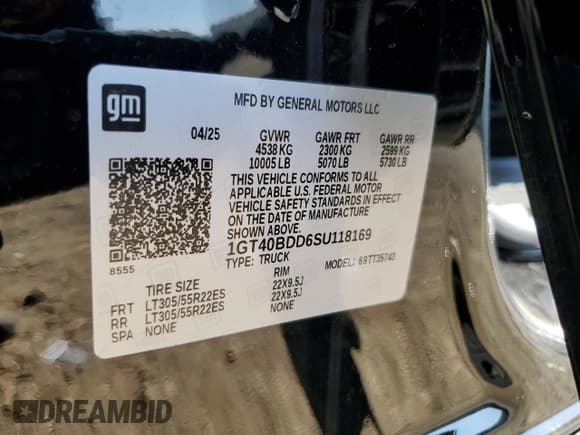 gm
MFD BY GENERAL MOTORS LLC
04/25 GVWR GAWR FRT GAWR RR
4538 KG 2300 KG 2599 KG
10005 LB 5070 LB 5730 LB
THIS VEHICLE CONFORMS TO ALL
APPLICABLE U.S. FEDERAL MOTOR
VEHICLE SAFETY STANDARDS IN EFFECT
ON THE DATE OF MANUFACTURE
SHOWN ABOVE.
1GT40BDD6SU118169
8555
TYPE: TRUCK 69TT35743
TIRE SIZE RIM
FRT LT305/55R22ES 22X9.5J
RR LT305/55R22ES 22X9.5J
SPA NONE NONE
DREAMBID